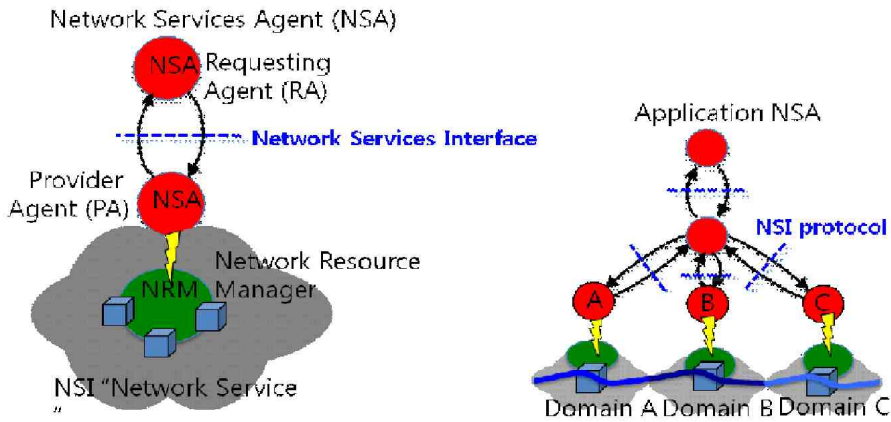 Network Services Agent (NSA)
NSA
Requesting
Agent (RA)
Network Services Interface
Provider
Agent (PA)
NSA
Network Resource
Manager
NRM
NSI "Network Service
"
Application NSA
NSI protocol
A
B
C
Domain A
Domain B
Domain C